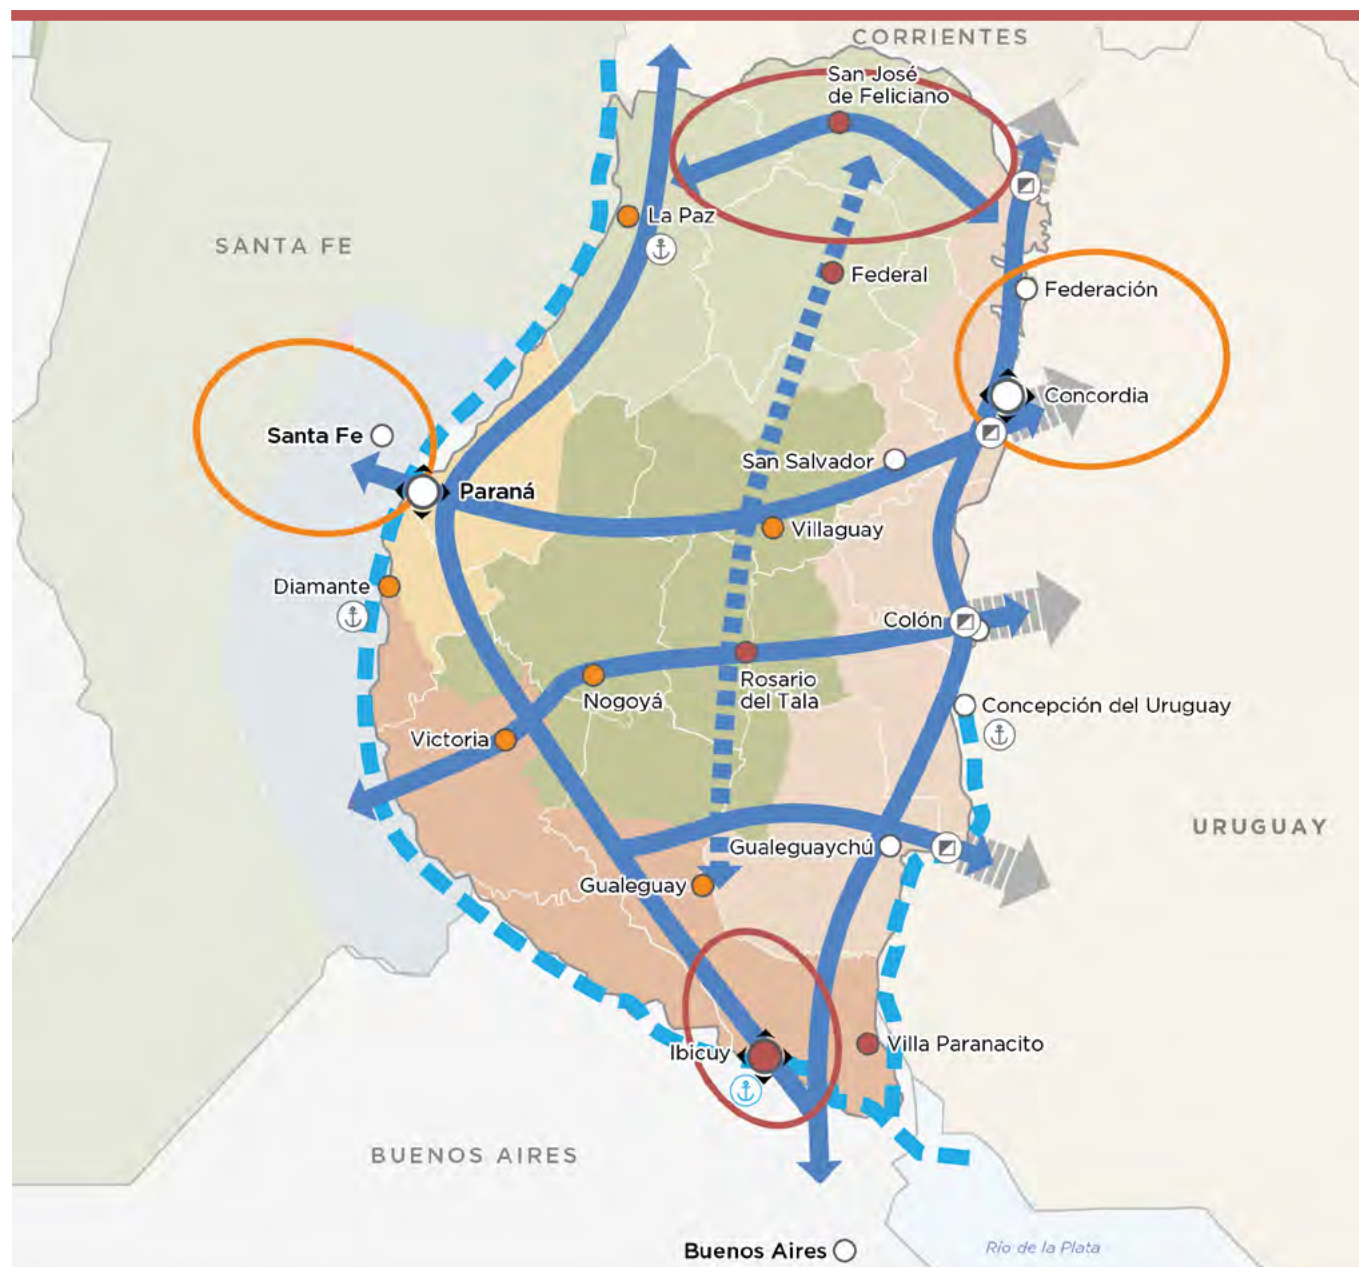 CORRIENTES
San José
de Feliciano
La Paz
SANTA FE
Federal
Federación
Concordia
Santa Fe
San Salvador
Paraná
Villaguay
Diamante
Colón
Rosario
del Tala
Nogoyá
Concepción del Uruguay
Victoria
URUGUAY
Gualeguaychú
Gualeguay
Ibicuy
Villa Paranacito
BUENOS AIRES
Buenos Aires
Río de la Plata